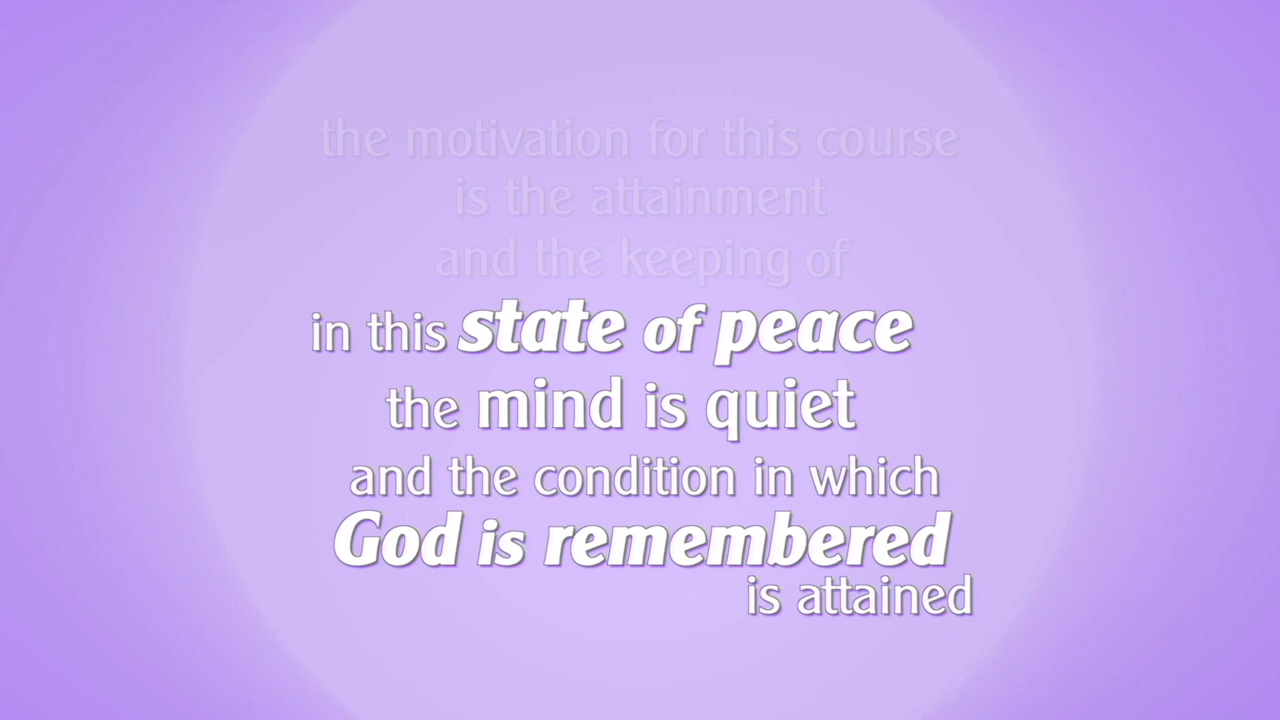 the motivation for this course
is the attainment
and the keeping of
in this state of peace
the mind is quiet
and the condition in which
God is remembered
is attained